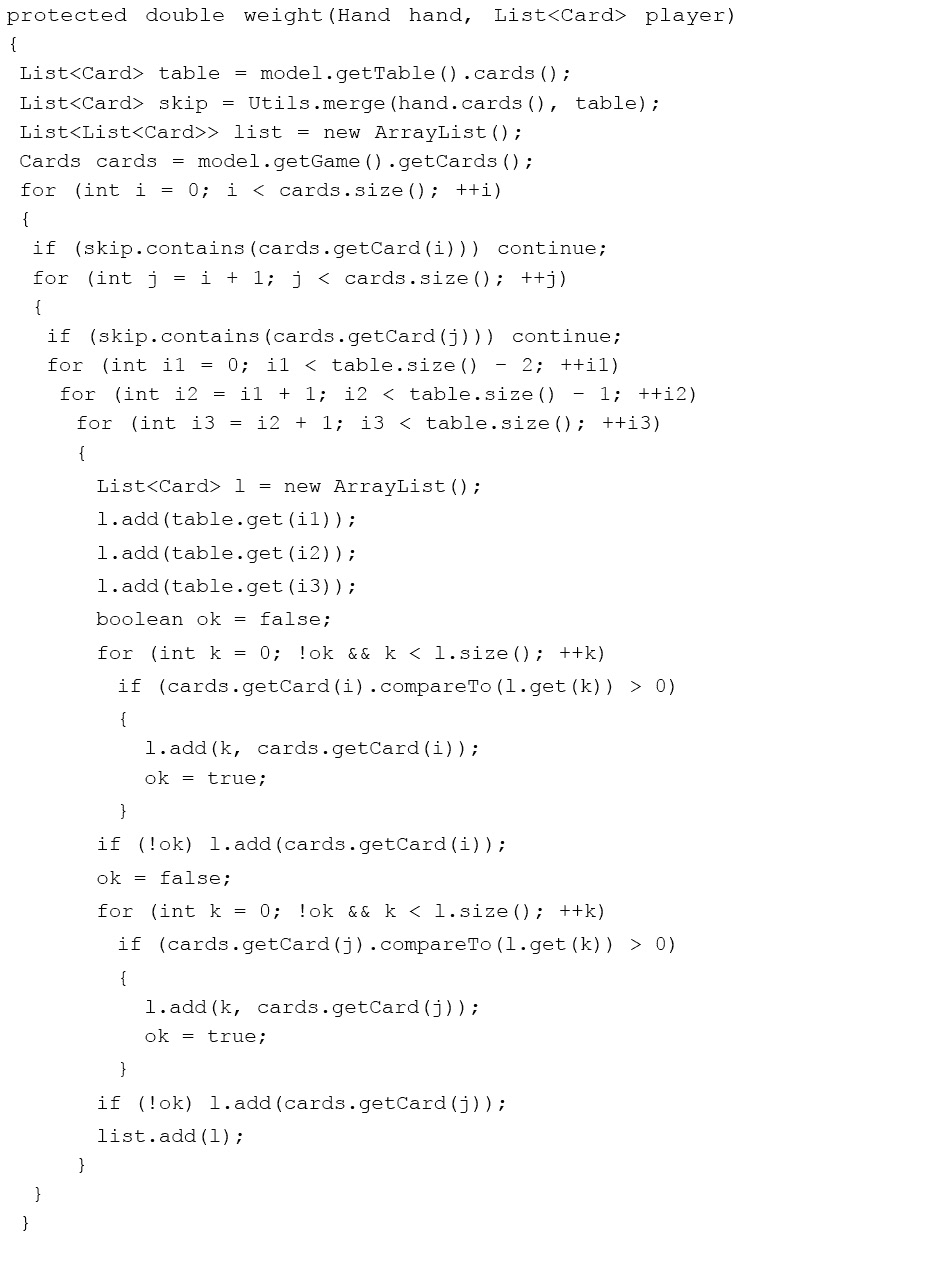 protected double weight(Hand hand, List<Card> player)
{
List<Card> table = model.getTable().cards();
List<Card> skip = Utils.merge(hand.cards(), table);
List<List<Card>> list = new ArrayList();
Cards cards = model.getGame().getCards();
for (int i = 0; i < cards.size(); ++i)
{
if (skip.contains(cards.getCard(i))) continue;
for (int j = i + 1; j < cards.size(); ++j)
{
if (skip.contains(cards.getCard(j))) continue;
for (int i1 = 0; i1 < table.size() - 2; ++i1)
for (int i2 = i1 + 1; i2 < table.size() - 1; ++i2)
for (int i3 = i2 + 1; i3 < table.size(); ++i3)
{
List<Card> l = new ArrayList();
l.add(table.get(i1));
l.add(table.get(i2));
l.add(table.get(i3));
boolean ok = false;
for (int k = 0; !ok && k < l.size(); ++k)
if (cards.getCard(i).compareTo(l.get(k)) > 0)
{
l.add(k, cards.getCard(i));
ok = true;
}
if (!ok) l.add(cards.getCard(i));
ok = false;
for (int k = 0; !ok && k < l.size(); ++k)
if (cards.getCard(j).compareTo(l.get(k)) > 0)
{
l.add(k, cards.getCard(j));
ok = true;
}
if (!ok) l.add(cards.getCard(j));
list.add(l);
}
}
}